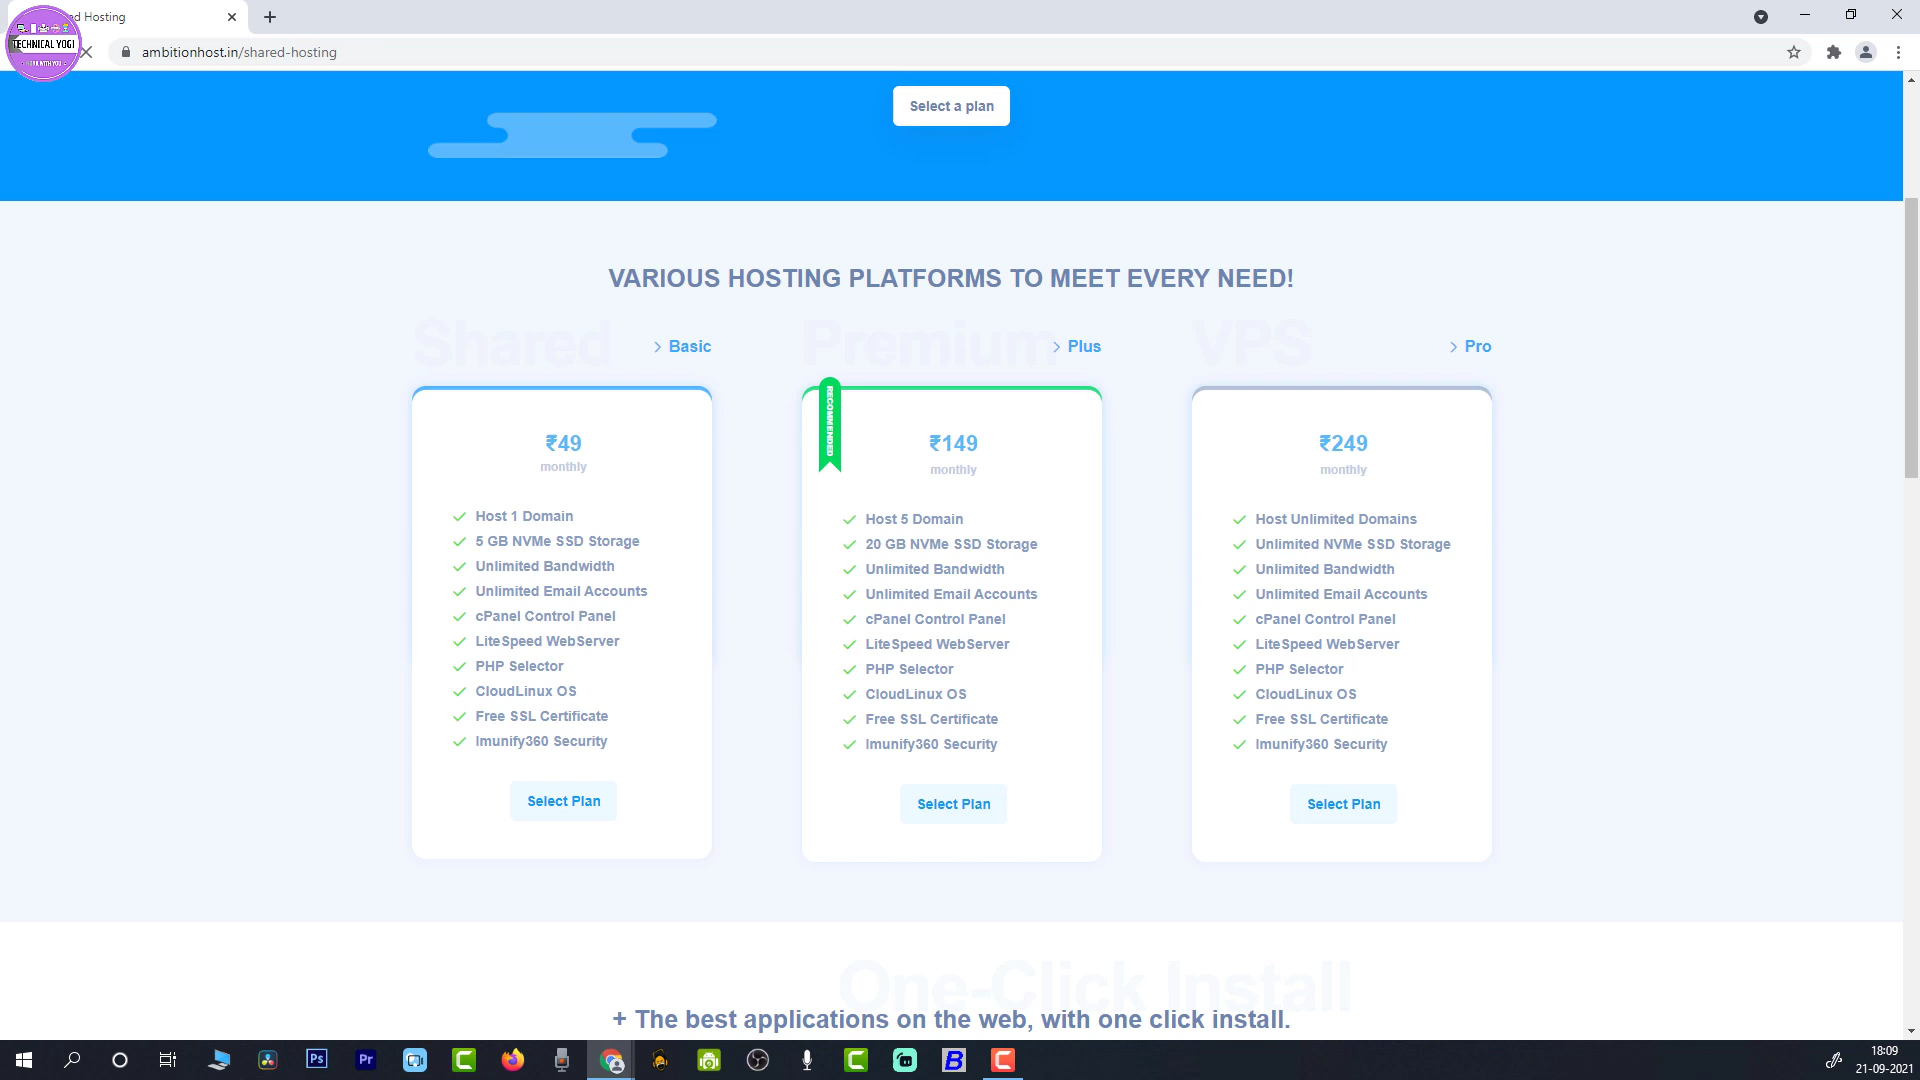 ed Hosting
TECHNICAL YOGI
ambitionhost.in/shared-hosting
Select a plan
VARIOUS HOSTING PLATFORMS TO MEET EVERY NEED!
Shared
Basic
Premium
Plus
VPS
Pro
₹49
monthly
Host 1 Domain
5 GB NVMe SSD Storage
Unlimited Bandwidth
Unlimited Email Accounts
cPanel Control Panel
LiteSpeed WebServer
PHP Selector
CloudLinux OS
Free SSL Certificate
Imunify360 Security
Select Plan
RECOMMENDED
₹149
monthly
Host 5 Domain
20 GB NVMe SSD Storage
Unlimited Bandwidth
Unlimited Email Accounts
cPanel Control Panel
LiteSpeed WebServer
PHP Selector
CloudLinux OS
Free SSL Certificate
Imunify360 Security
Select Plan
₹249
monthly
Host Unlimited Domains
Unlimited NVMe SSD Storage
Unlimited Bandwidth
Unlimited Email Accounts
cPanel Control Panel
LiteSpeed WebServer
PHP Selector
CloudLinux OS
Free SSL Certificate
Imunify360 Security
Select Plan
One-Click Install
+ The best applications on the web, with one click install.
Ps
Pr
B
18:09
21-09-2021